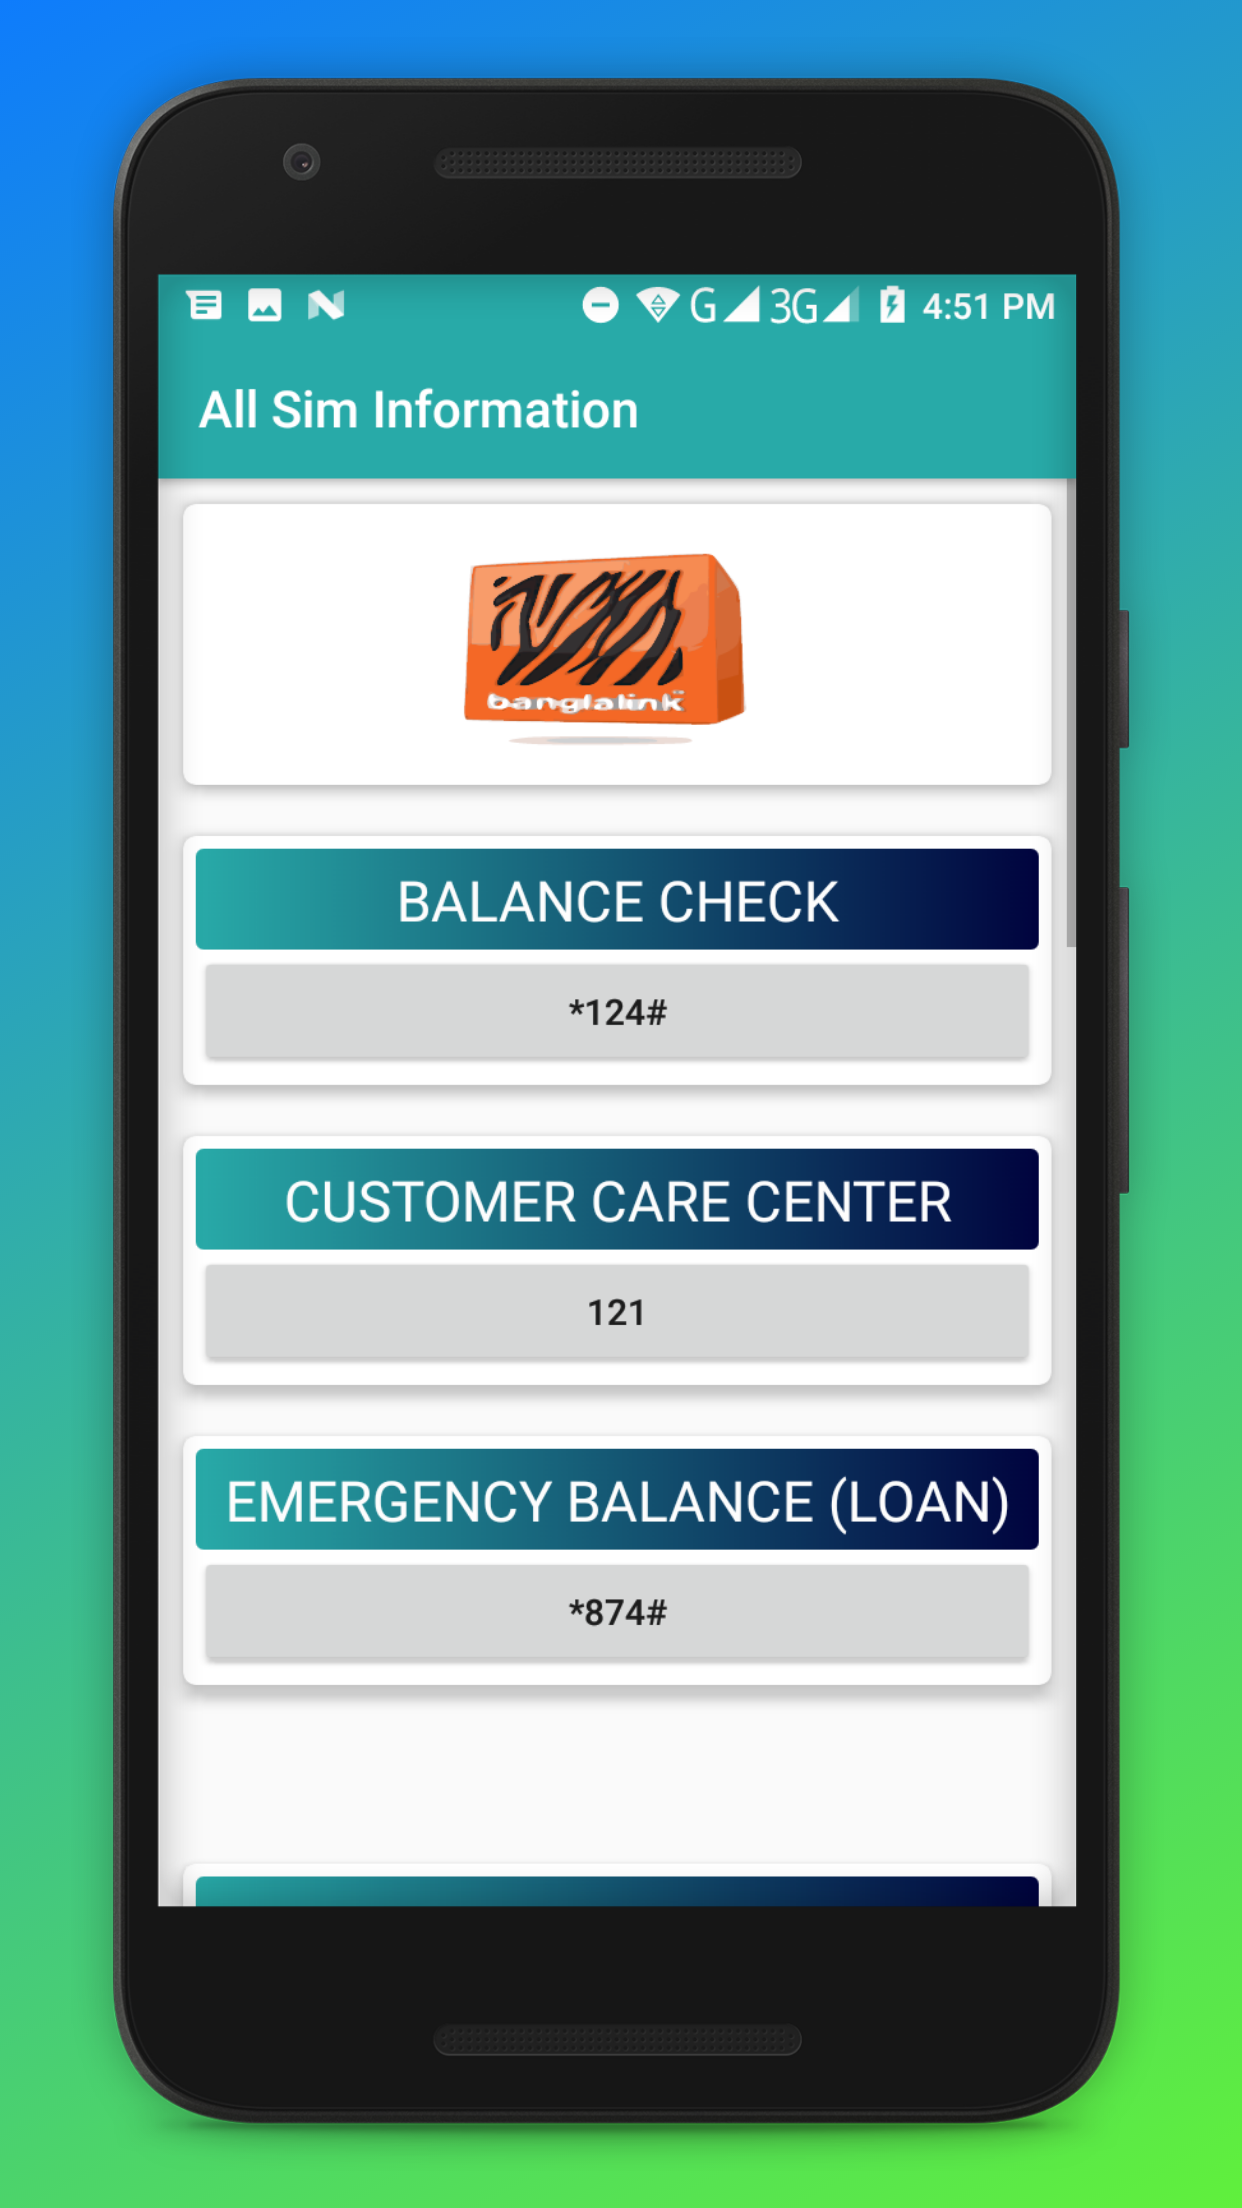 G 3G 4:51 PM
All Sim Information
banglalink
BALANCE CHECK
*124#
CUSTOMER CARE CENTER
121
EMERGENCY BALANCE (LOAN)
*874#